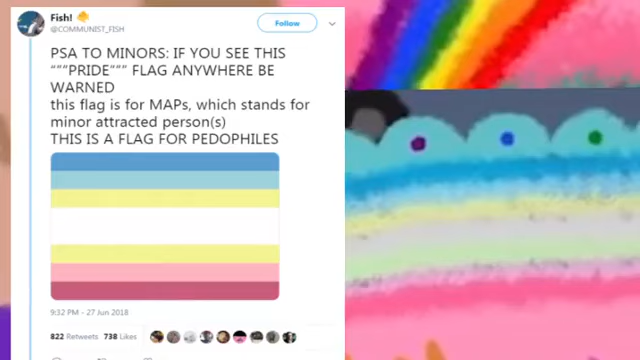 Fish!
@COMMUNIST_FISH
Follow
PSA TO MINORS: IF YOU SEE THIS
"""PRIDE""" FLAG ANYWHERE BE
WARNED
this flag is for MAPs, which stands for
minor attracted person(s)
THIS IS A FLAG FOR PEDOPHILES
9:32 PM - 27 Jun 2018
822 Retweets 738 Likes